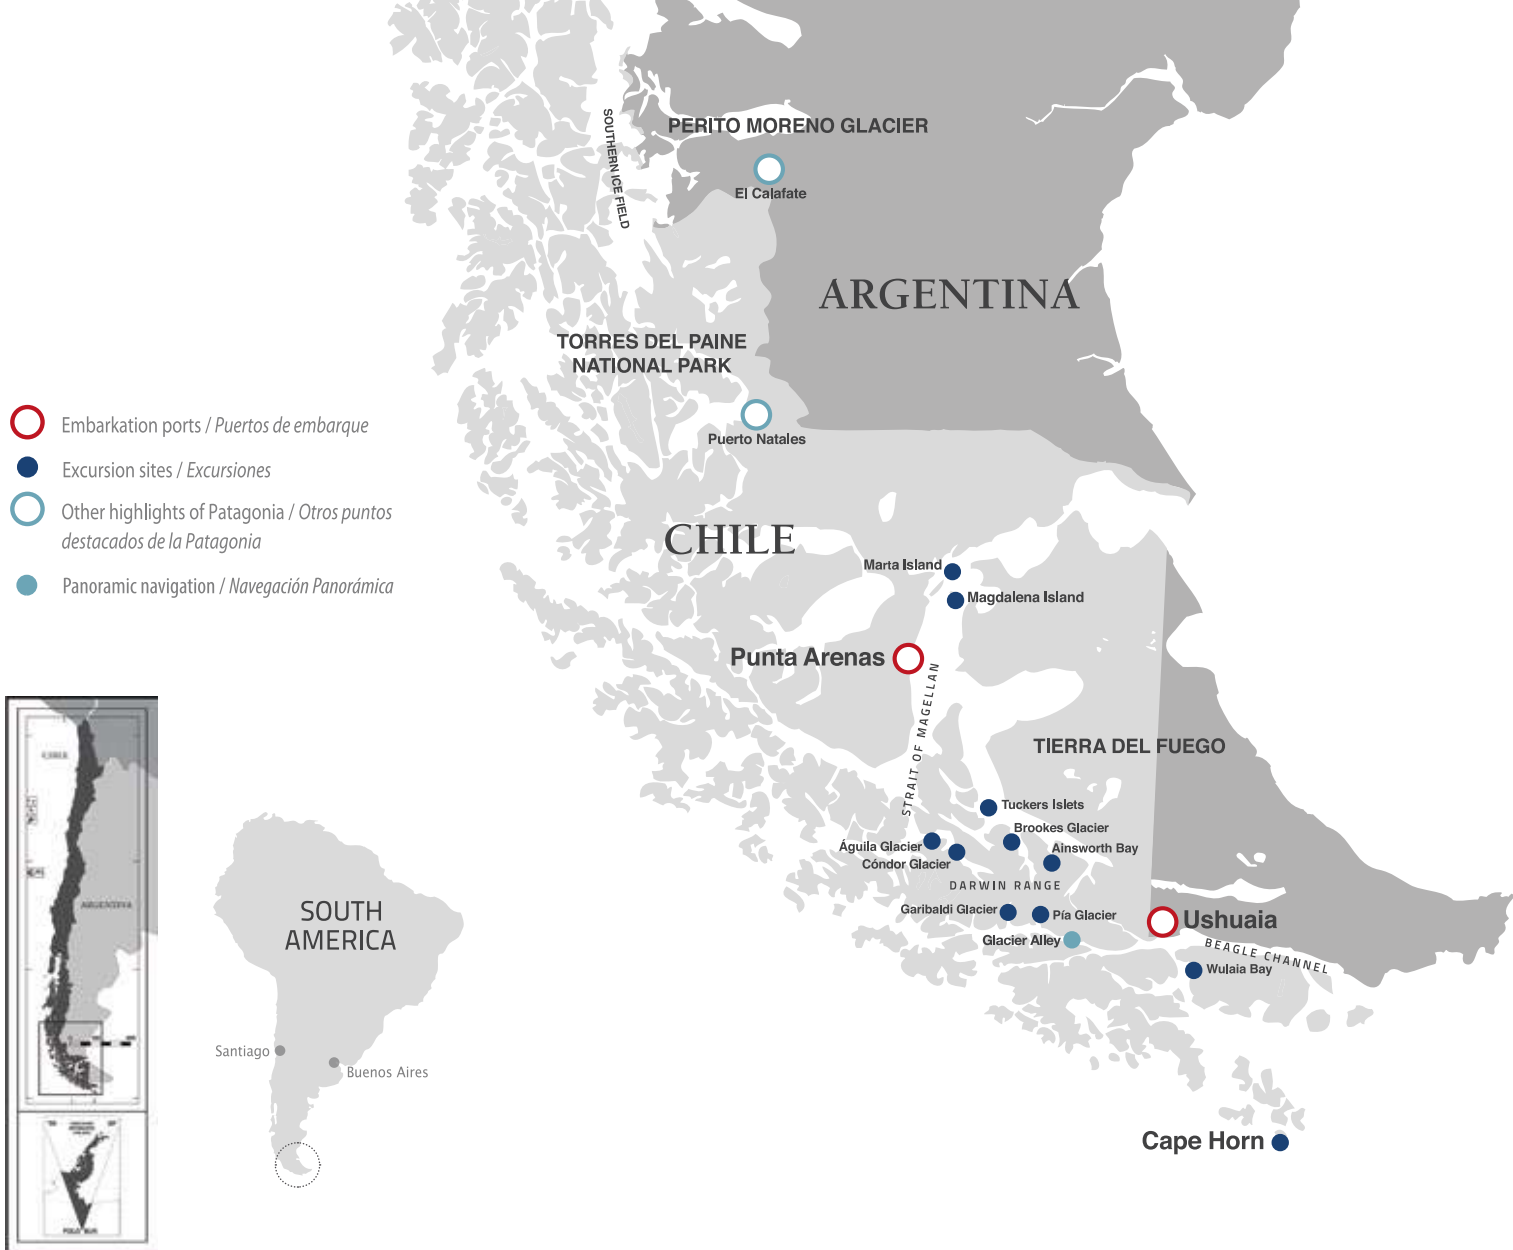 PERITO MORENO GLACIER
El Calafate
SOUTHERN ICE FIELD
ARGENTINA
TORRES DEL PAINE
NATIONAL PARK
Puerto Natales
Embarkation ports / Puertos de embarque
Excursion sites / Excursiones
Other highlights of Patagonia / Otros puntos
destacados de la Patagonia
Panoramic navigation / Navegación Panorámica
CHILE
Marta Island
Magdalena Island
Punta Arenas
STRAIT OF MAGELLAN
TIERRA DEL FUEGO
Tuckers Islets
Brookes Glacier
Águila Glacier
Ainsworth Bay
Cóndor Glacier
DARWIN RANGE
Garibaldi Glacier
Pía Glacier
Ushuaia
Glacier Alley
BEAGLE CHANNEL
Wulaia Bay
Cape Horn
CHILE
ARGENTINA
POLO SUR
SOUTH
AMERICA
Santiago
Buenos Aires